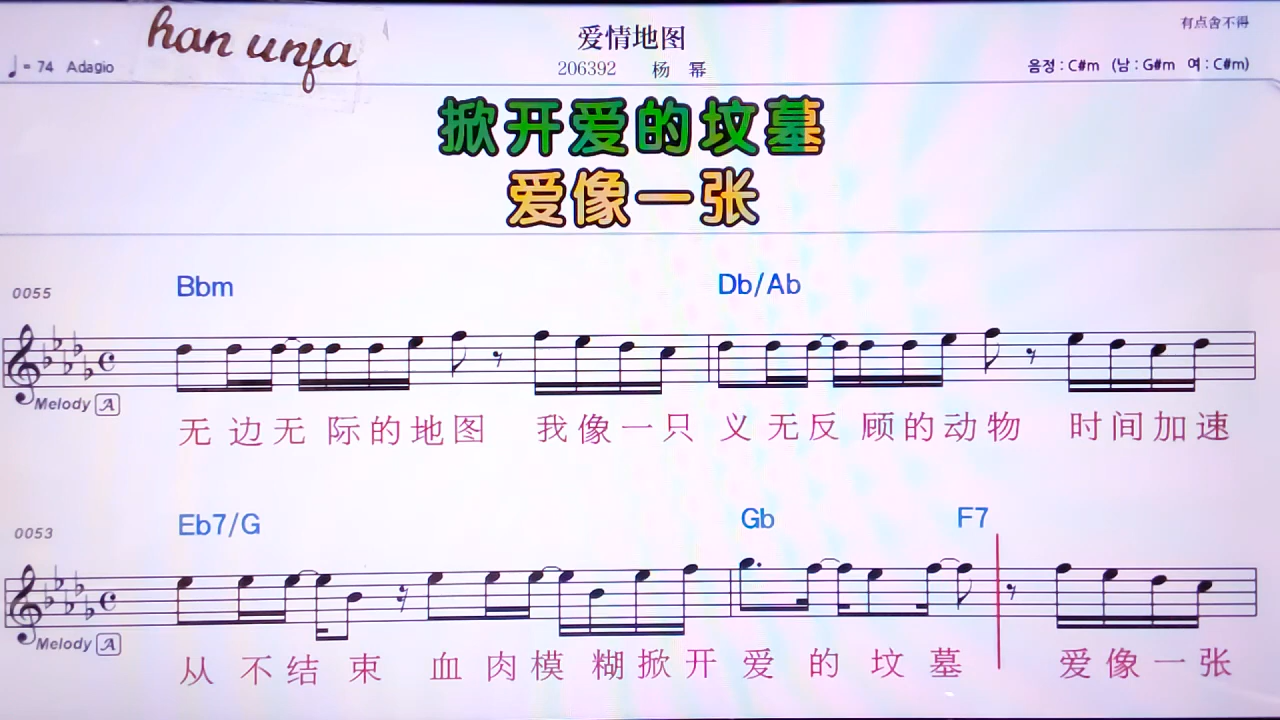 han unfa
爱情地图
有点舍不得
♩= 74 Adagio
206392 杨 幂
음정 : C#m (남 : G#m 여 : C#m)
掀开爱的坟墓
爱像一张
0055
Bbm Db/Ab
Melody A
无边无际的地图 我像一只 义无反顾的动物 时间加速
0053
Eb7/G Gb F7
Melody A
从不结束 血肉模糊掀开爱的坟墓 爱像一张